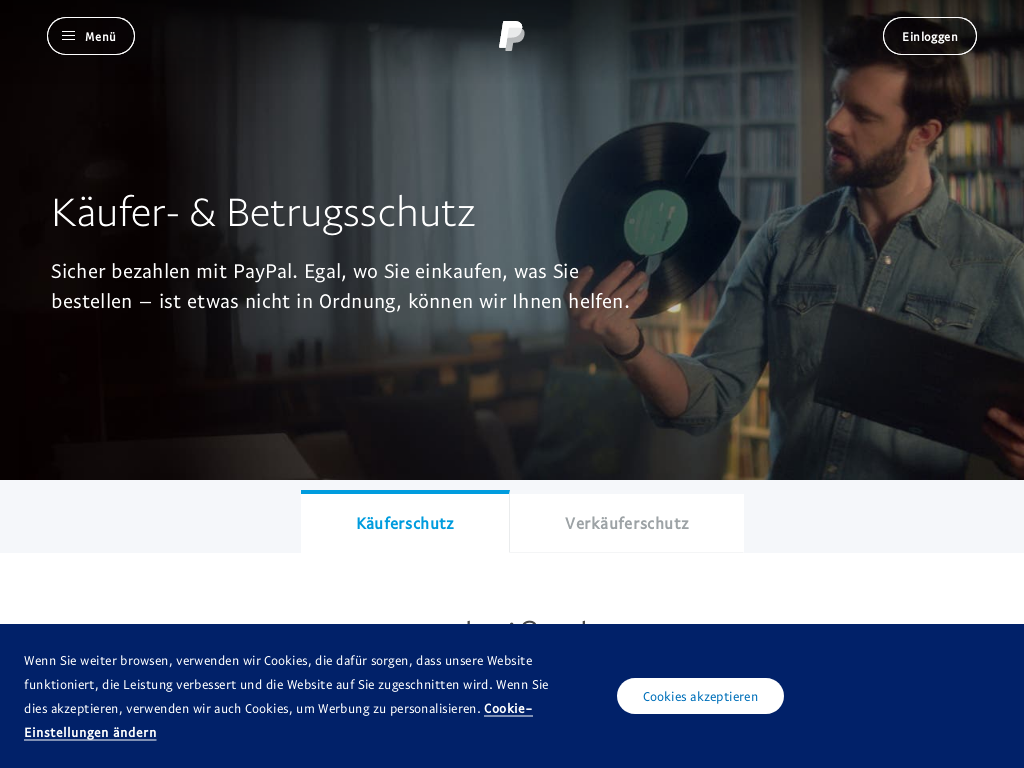 Menü
Einloggen
Käufer- & Betrugsschutz
Sicher bezahlen mit PayPal. Egal, wo Sie einkaufen, was Sie
bestellen – ist etwas nicht in Ordnung, können wir Ihnen helfen.
Käuferschutz
Verkäuferschutz
Wenn Sie weiter browsen, verwenden wir Cookies, die dafür sorgen, dass unsere Website
funktioniert, die Leistung verbessert und die Website auf Sie zugeschnitten wird. Wenn Sie
dies akzeptieren, verwenden wir auch Cookies, um Werbung zu personalisieren. Cookie-
Einstellungen ändern
Cookies akzeptieren